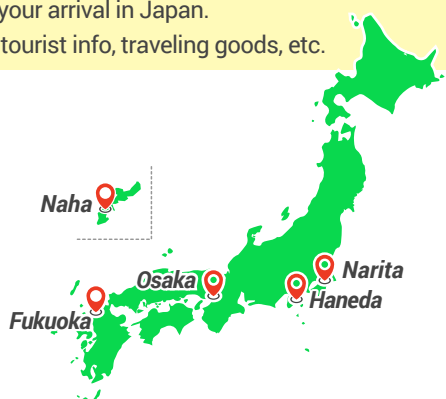 your arrival in Japan.
tourist info, traveling goods, etc.
Naha
Osaka
Narita
Haneda
Fukuoka